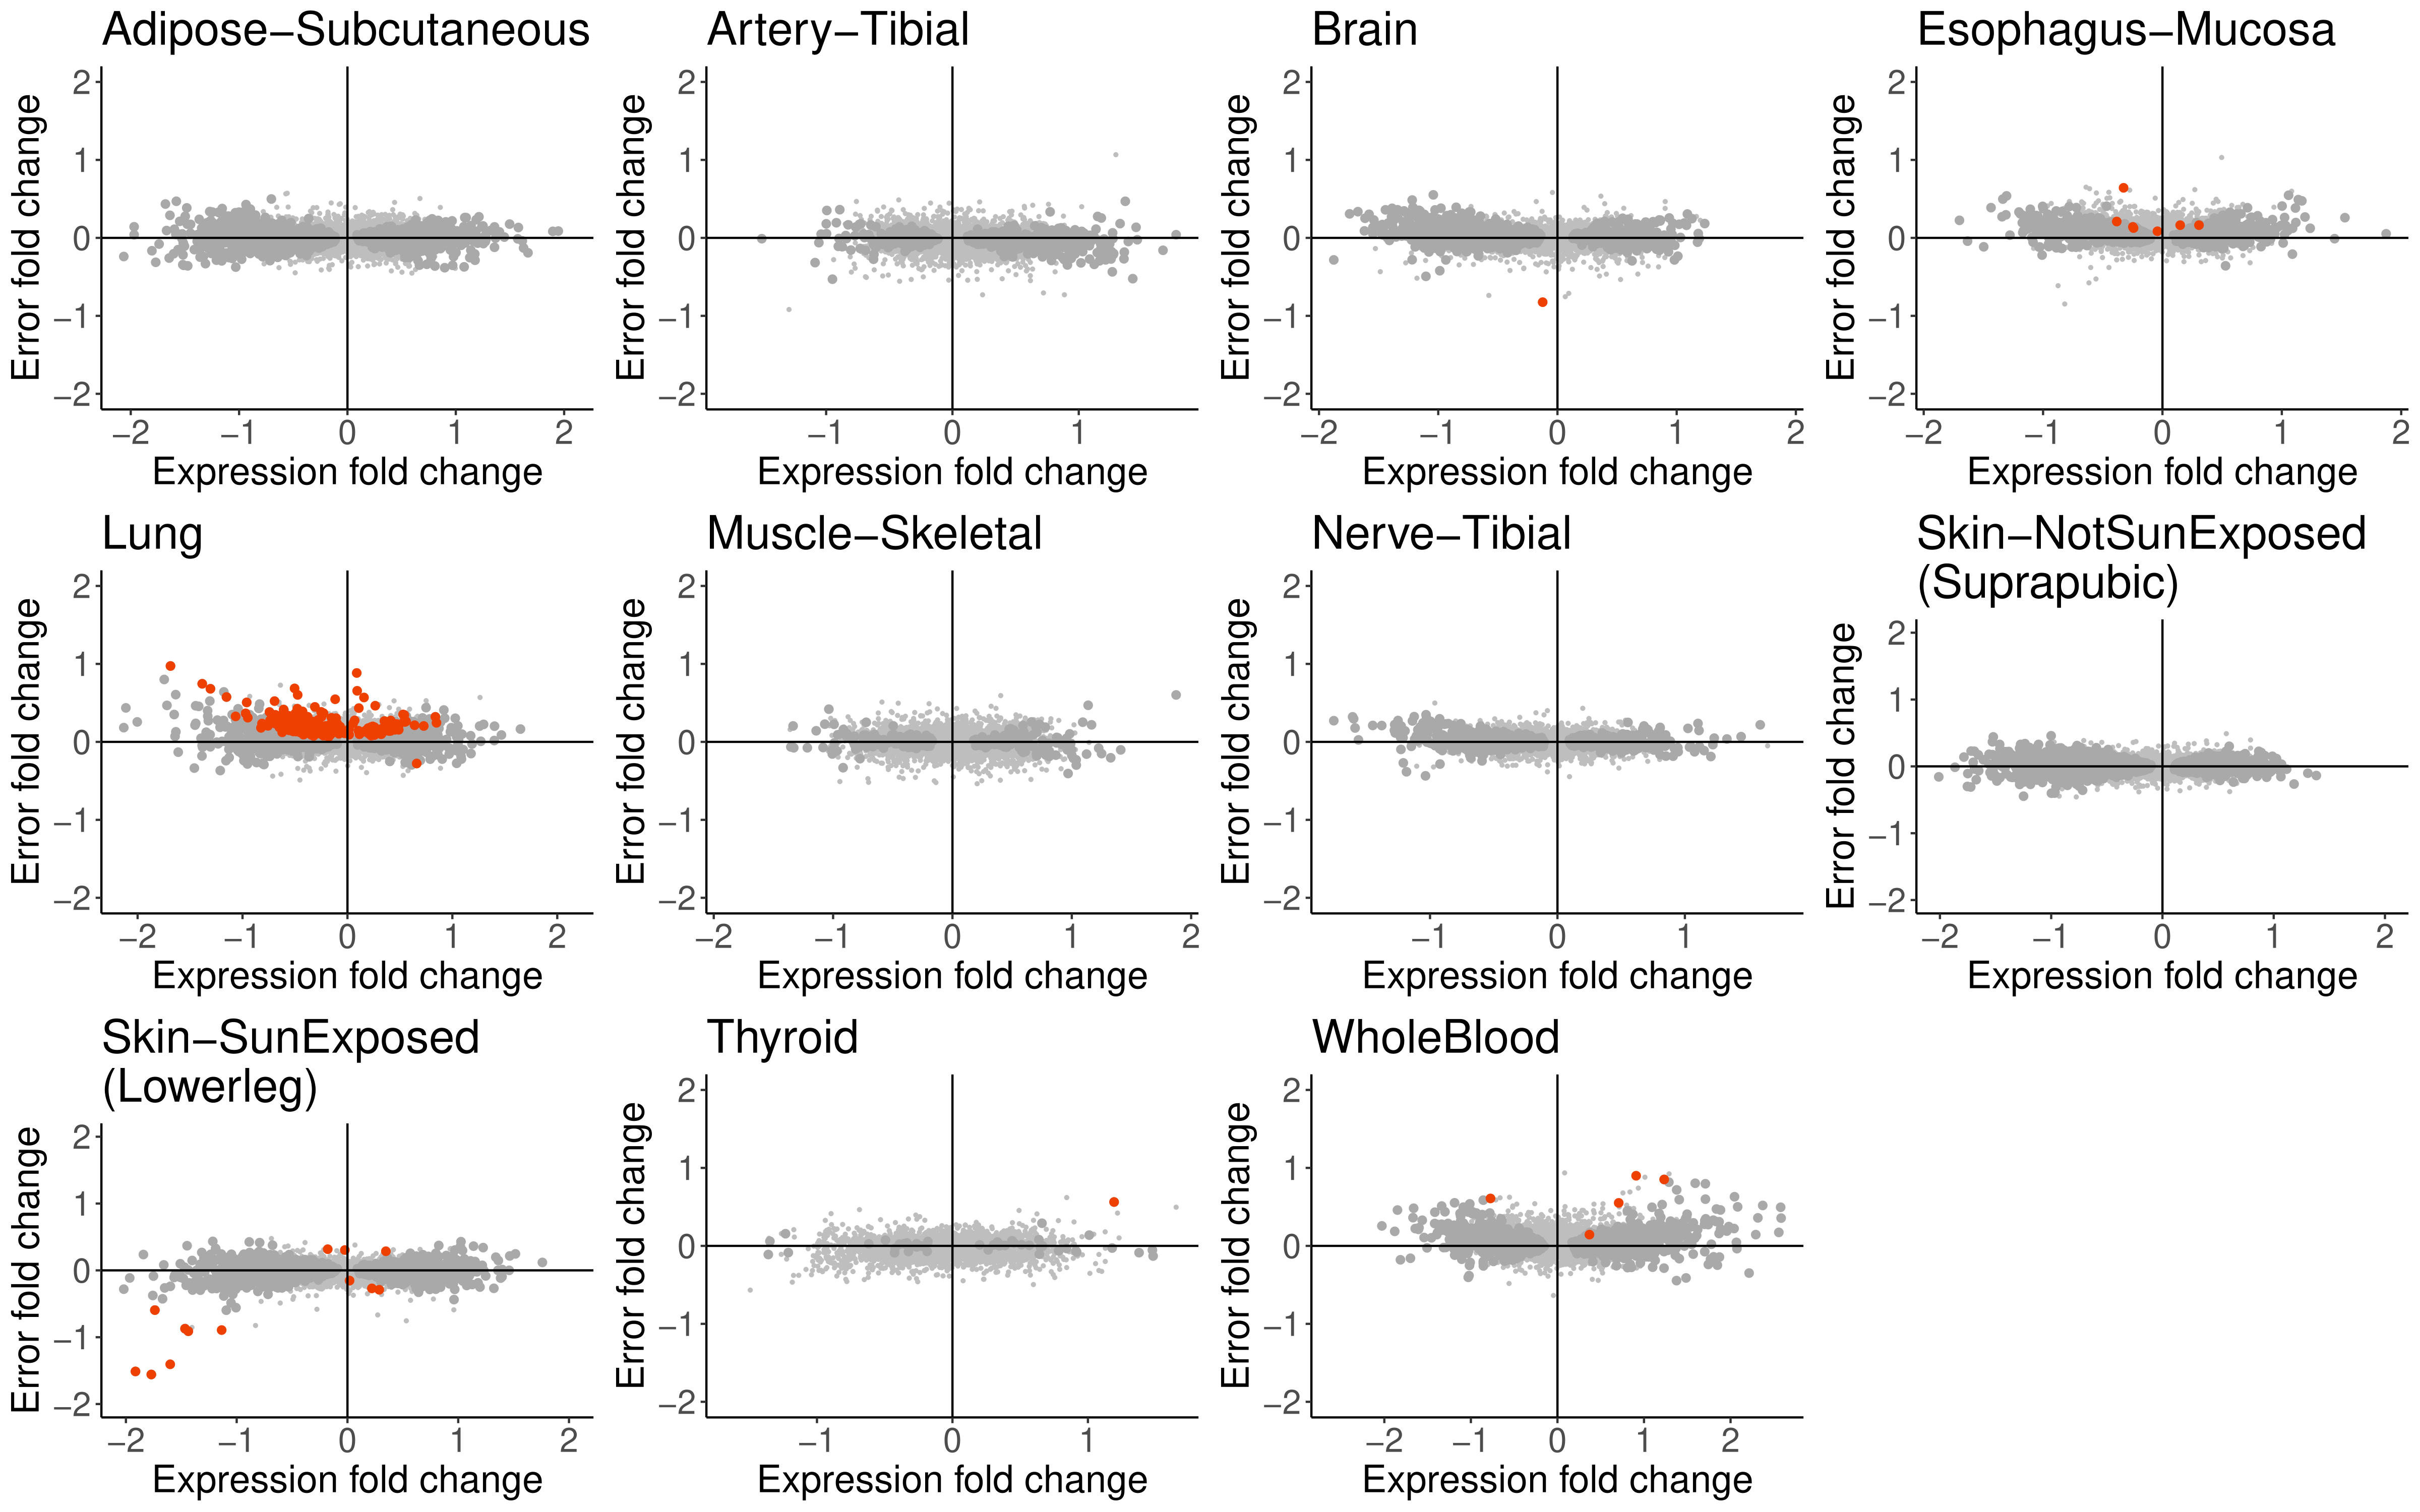 Adipose−Subcutaneous
Error fold change
2
1
0
−1
−2
−2 −1 0 1 2
Expression fold change
Artery−Tibial
Error fold change
2
1
0
−1
−2
−1 0 1
Expression fold change
Brain
Error fold change
2
1
0
−1
−2
−2 −1 0 1 2
Expression fold change
Esophagus−Mucosa
Error fold change
2
1
0
−1
−2
−2 −1 0 1 2
Expression fold change
Lung
Error fold change
2
1
0
−1
−2
−2 −1 0 1 2
Expression fold change
Muscle−Skeletal
Error fold change
2
1
0
−1
−2
−2 −1 0 1 2
Expression fold change
Nerve−Tibial
Error fold change
2
1
0
−1
−2
−1 0 1
Expression fold change
Skin−NotSunExposed
(Suprapubic)
Error fold change
2
1
0
−1
−2
−2 −1 0 1 2
Expression fold change
Skin−SunExposed
(Lowerleg)
Error fold change
2
1
0
−1
−2
−2 −1 0 1 2
Expression fold change
Thyroid
Error fold change
2
1
0
−1
−2
−1 0 1
Expression fold change
WholeBlood
Error fold change
2
1
0
−1
−2
−2 −1 0 1 2
Expression fold change